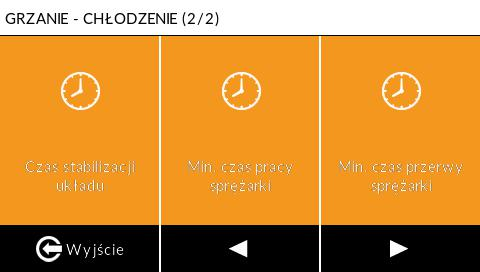 GRZANIE - CHŁODZENIE (2/2)
Czas stabilizacji
układu
Min. czas pracy
sprężarki
Min. czas przerwy
sprężarki
Wyjście